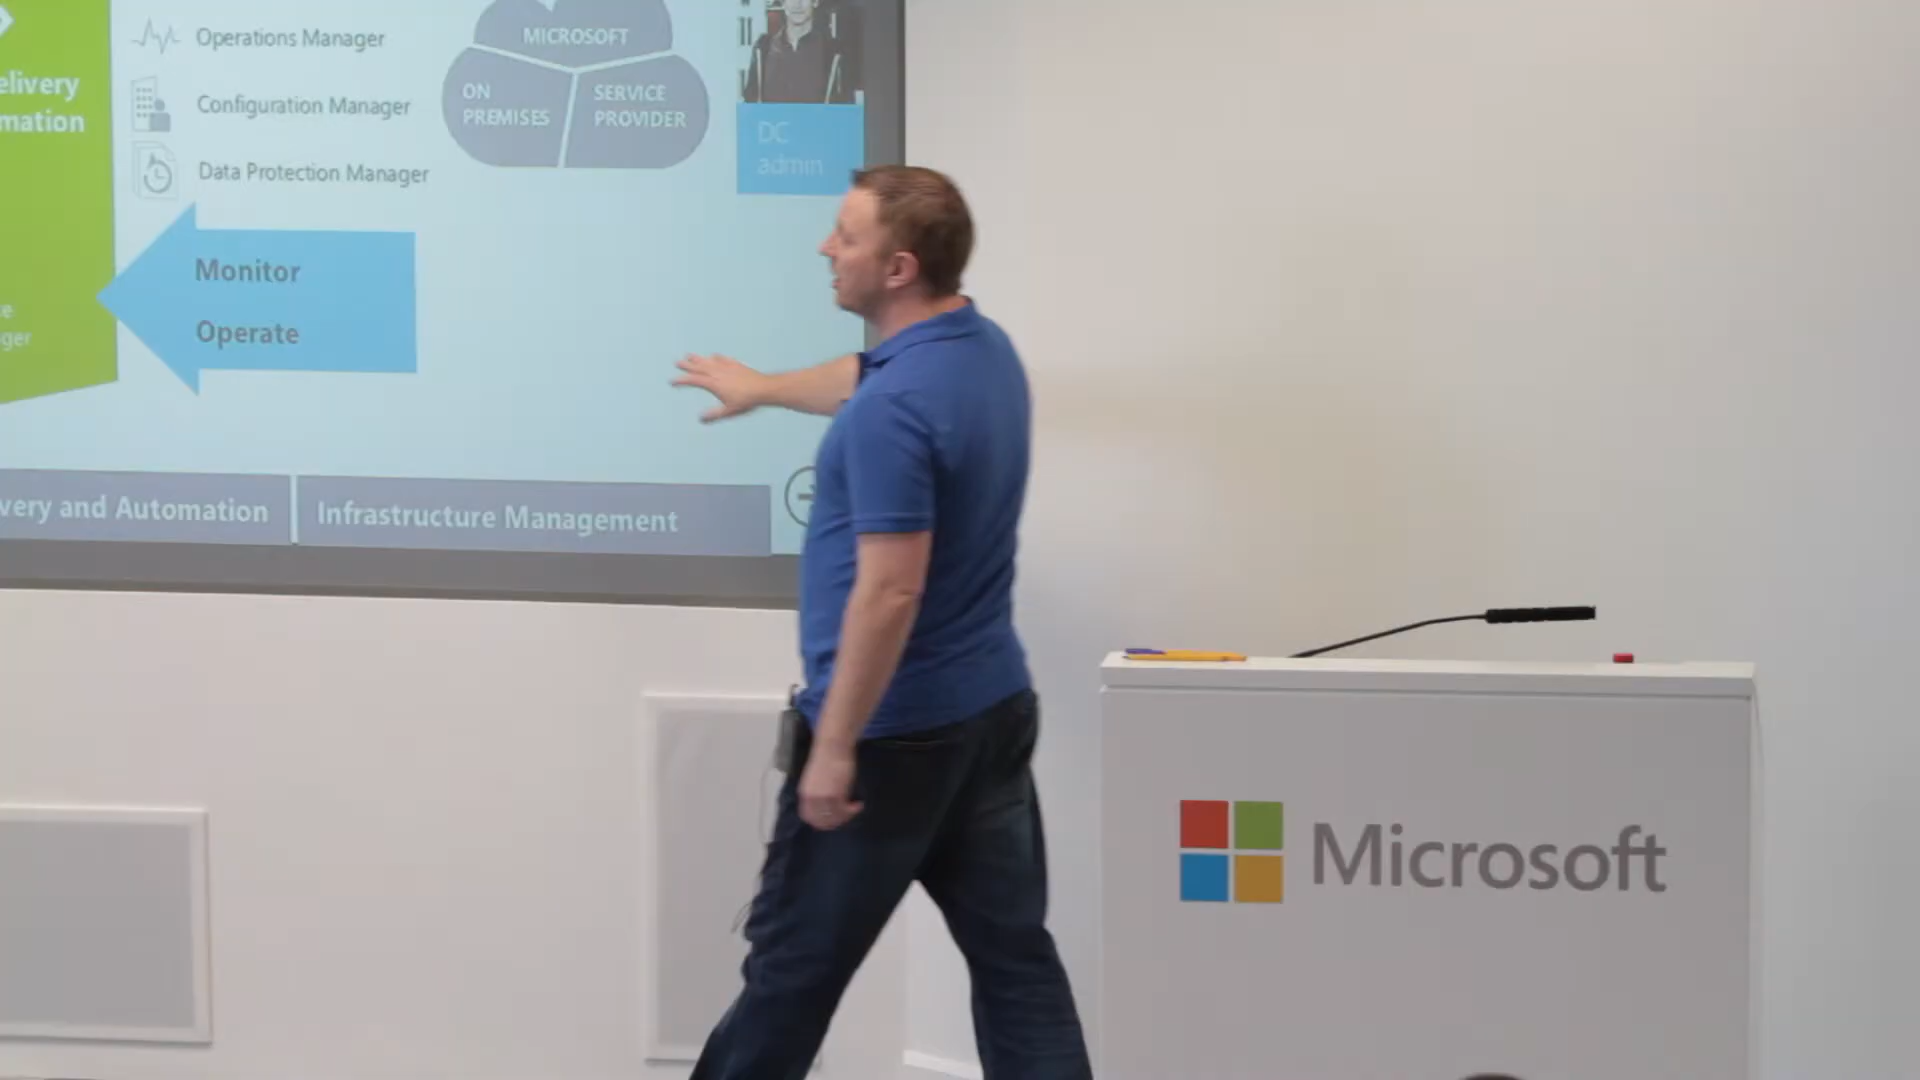 Operations Manager
Configuration Manager
Data Protection Manager
MICROSOFT
ON
PREMISES
SERVICE
PROVIDER
DC
admin
elivery
mation
Monitor
Operate
e
ger
very and Automation
Infrastructure Management
Microsoft